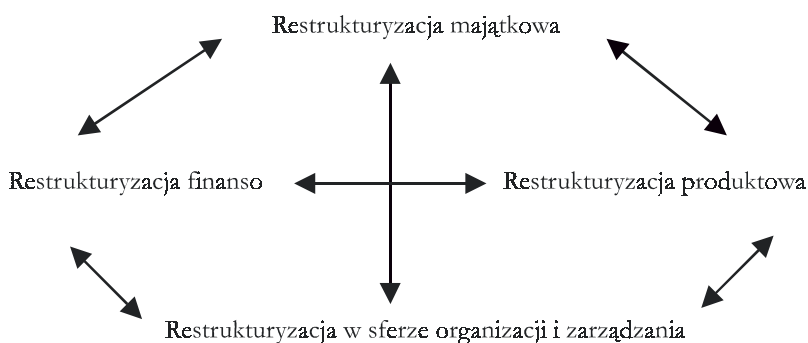 Restrukturyzacja majątkowa
Restrukturyzacja finanso
Restrukturyzacja produktowa
Restrukturyzacja w sferze organizacji i zarządzania